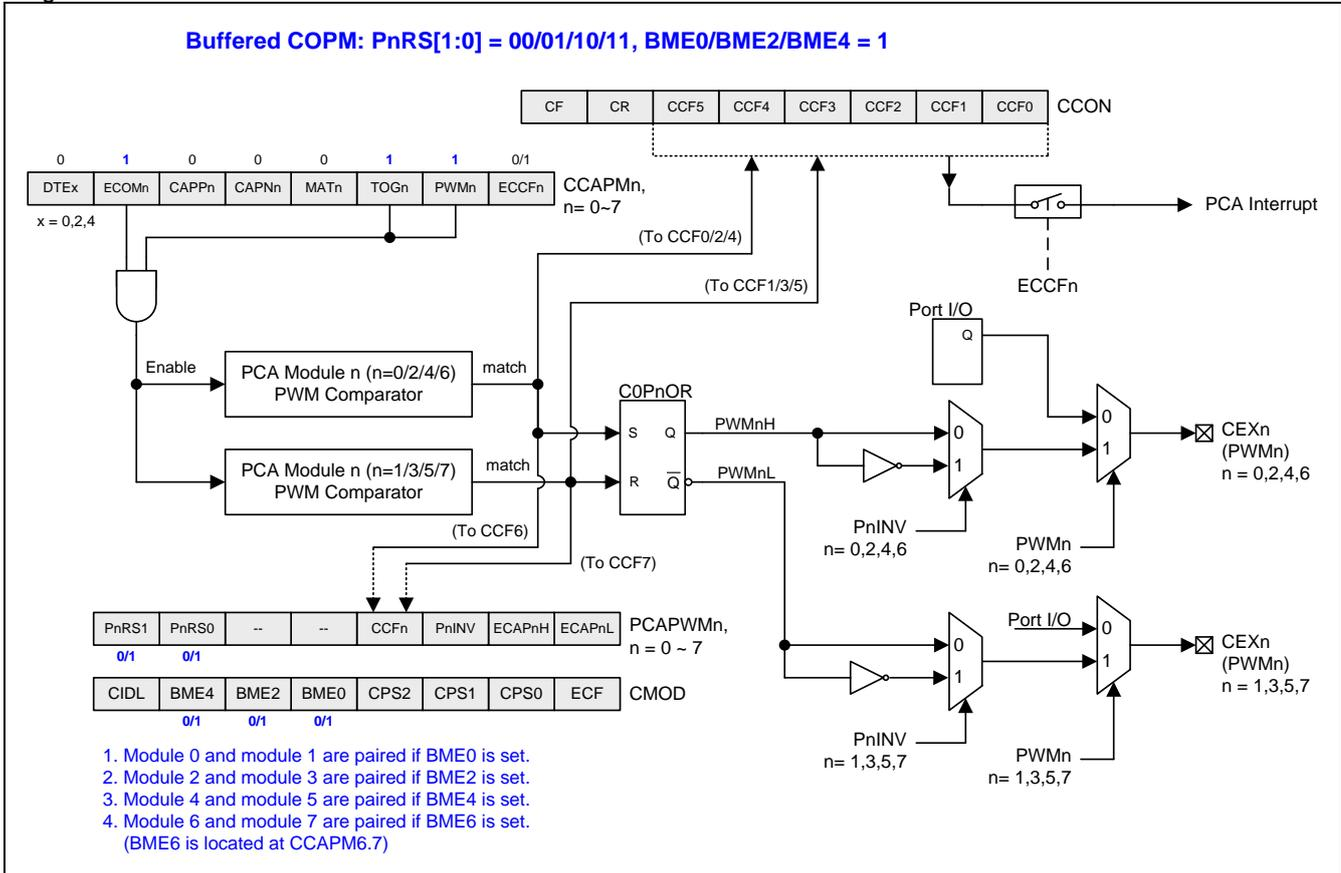 Buffered COPM: PnRS[1:0] = 00/01/10/11, BME0/BME2/BME4 = 1
CF CR CCF5 CCF4 CCF3 CCF2 CCF1 CCF0 CCON
0 1 0 0 0 1 1 0/1
DTEx ECOMn CAPPn CAPNn MATn TOGn PWMn ECCFn CCAPMn,
n= 0~7
x = 0,2,4
PCA Interrupt
(To CCF0/2/4)
(To CCF1/3/5)
ECCFn
Port I/O
Q
Enable
PCA Module n (n=0/2/4/6)
PWM Comparator
match
C0PnOR
0
1
S Q
PWMnH
0
1
CEXn
(PWMn)
n = 0,2,4,6
PCA Module n (n=1/3/5/7)
PWM Comparator
match
R Q
PWMnL
(To CCF6)
PnINV
n= 0,2,4,6
PWMn
n= 0,2,4,6
(To CCF7)
PnRS1 PnRS0 -- -- CCFn PnINV ECAPnH ECAPnL PCAPWMn,
n = 0 ~ 7
0/1 0/1
Port I/O
0
1
0
1
CEXn
(PWMn)
n = 1,3,5,7
CIDL BME4 BME2 BME0 CPS2 CPS1 CPS0 ECF CMOD
0/1 0/1 0/1
PnINV
n= 1,3,5,7
PWMn
n= 1,3,5,7
1. Module 0 and module 1 are paired if BME0 is set.
2. Module 2 and module 3 are paired if BME2 is set.
3. Module 4 and module 5 are paired if BME4 is set.
4. Module 6 and module 7 are paired if BME6 is set.
(BME6 is located at CCAPM6.7)